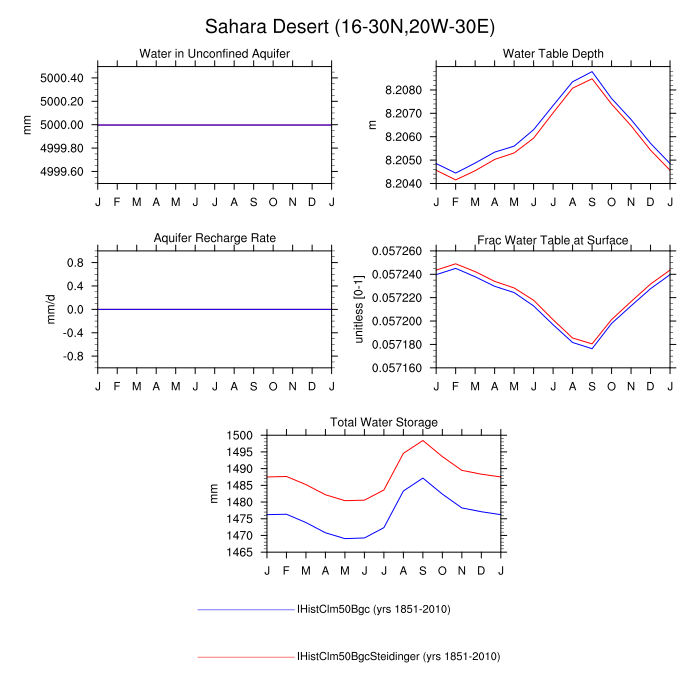 Sahara Desert (16-30N,20W-30E)
Water in Unconfined Aquifer
mm
5000.40
5000.20
5000.00
4999.80
4999.60
J F M A M J J A S O N D J
Water Table Depth
m
8.2080
8.2070
8.2060
8.2050
8.2040
J F M A M J J A S O N D J
Aquifer Recharge Rate
mm/d
0.8
0.4
0.0
-0.4
-0.8
J F M A M J J A S O N D J
Frac Water Table at Surface
unitless [0-1]
0.057260
0.057240
0.057220
0.057200
0.057180
0.057160
J F M A M J J A S O N D J
Total Water Storage
mm
1500
1495
1490
1485
1480
1475
1470
1465
J F M A M J J A S O N D J
IHistClm50Bgc (yrs 1851-2010)
IHistClm50BgcSteidinger (yrs 1851-2010)